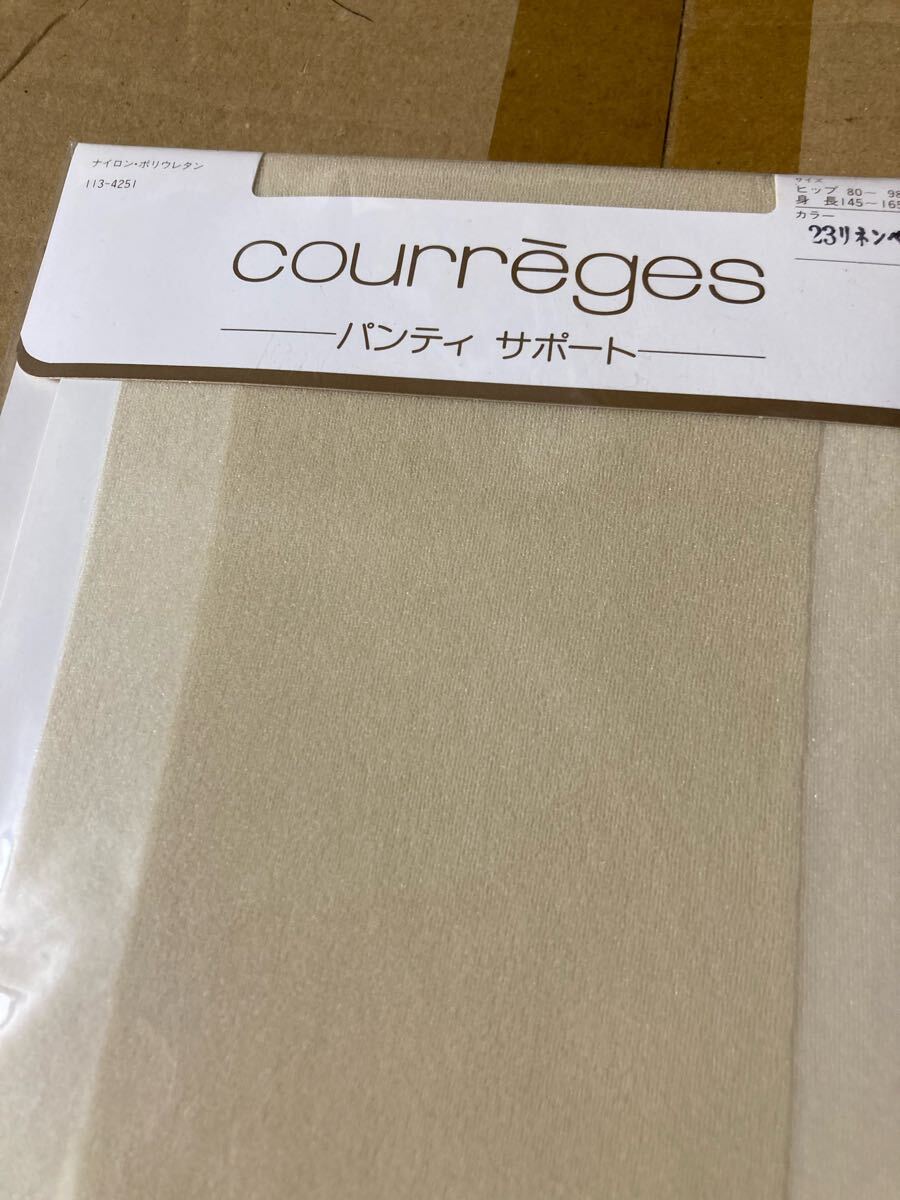 ナイロン・ポリウレタン
113-4251
サイズ
ヒップ 80〜 98
身 長145〜165
カラー
23リネンベ
courrēges
パンティ サポート